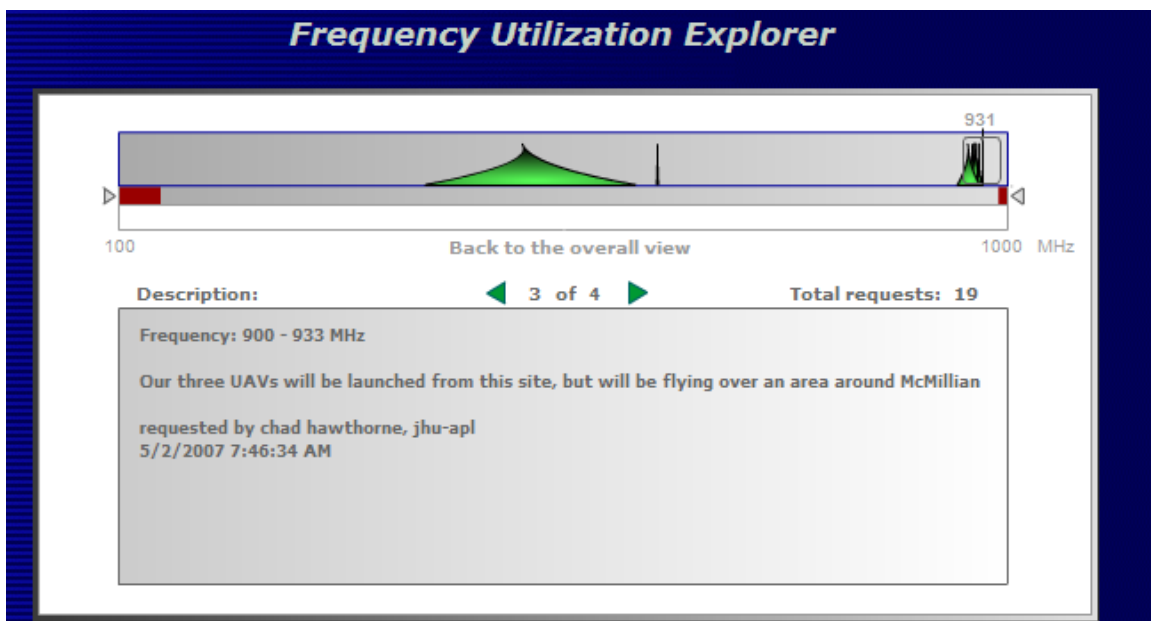 Frequency Utilization Explorer
931
100 Back to the overall view 1000 MHz
Description: 3 of 4 Total requests: 19
Frequency: 900 - 933 MHz
Our three UAVs will be launched from this site, but will be flying over an area around McMillian
requested by chad hawthorne, jhu-apl
5/2/2007 7:46:34 AM